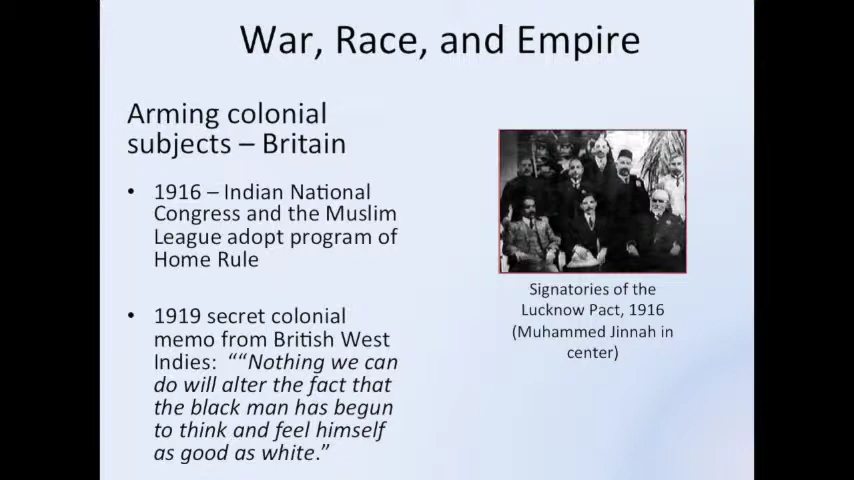 War, Race, and Empire
Arming colonial
subjects – Britain
• 1916 – Indian National
Congress and the Muslim
League adopt program of
Home Rule
• 1919 secret colonial
memo from British West
Indies: ““Nothing we can
do will alter the fact that
the black man has begun
to think and feel himself
as good as white.”
Signatories of the
Lucknow Pact, 1916
(Muhammed Jinnah in
center)